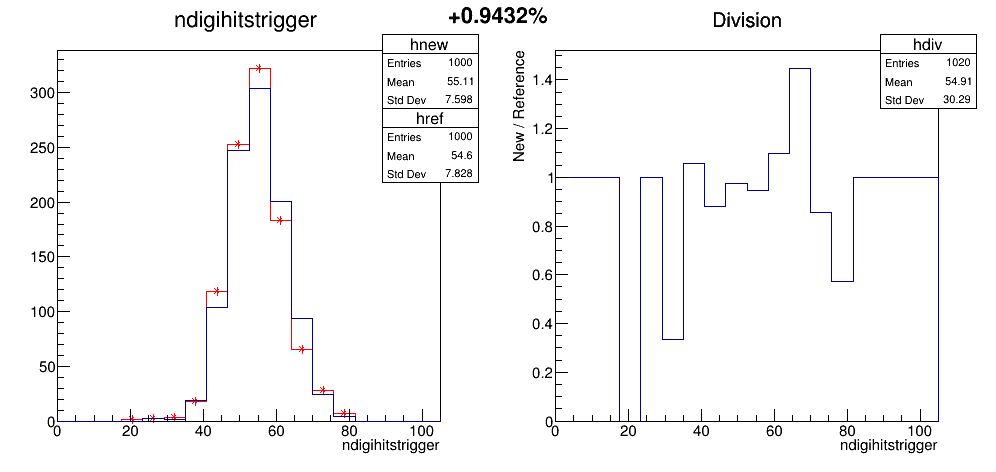 +0.9432%
ndigihitstrigger
hnew
Entries 1000
Mean 55.11
Std Dev 7.598
href
Entries 1000
Mean 54.6
Std Dev 7.828
300
250
200
150
100
50
0
0 20 40 60 80 100
ndigihitstrigger
Division
hdiv
Entries 1020
Mean 54.91
Std Dev 30.29
New / Reference
1.4
1.2
1
0.8
0.6
0.4
0.2
0
0 20 40 60 80 100
ndigihitstrigger